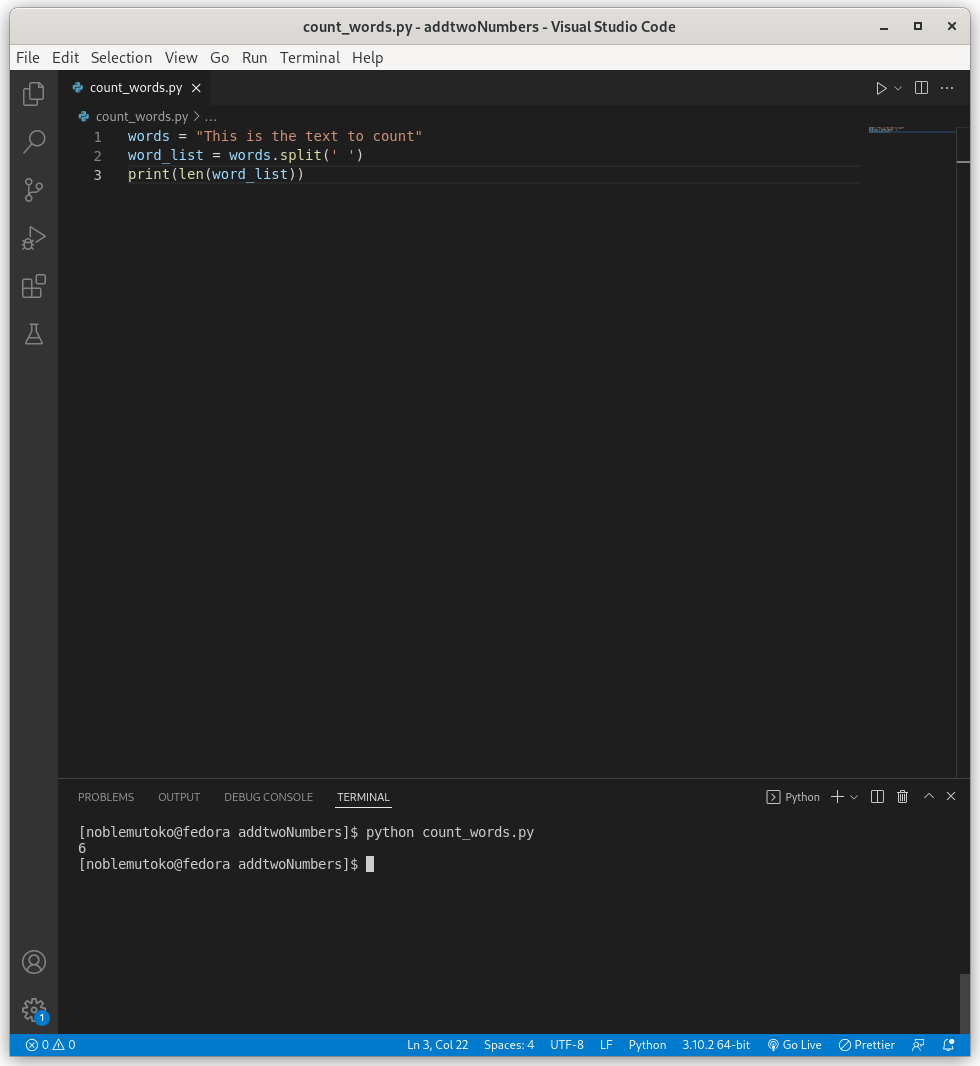 count_words.py - addtwoNumbers - Visual Studio Code
File Edit Selection View Go Run Terminal Help
count_words.py
count_words.py > ...
1 words = "This is the text to count"
2 word_list = words.split(' ')
3 print(len(word_list))
PROBLEMS OUTPUT DEBUG CONSOLE TERMINAL Python
[noblemutoko@fedora addtwoNumbers]$ python count_words.py
6
[noblemutoko@fedora addtwoNumbers]$
1
0 0 Ln 3, Col 22 Spaces: 4 UTF-8 LF Python 3.10.2 64-bit Go Live Prettier